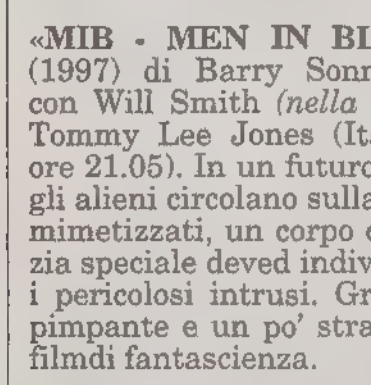 «MIB - MEN IN BL
(1997) di Barry Sonn
con Will Smith (nella
Tommy Lee Jones (It.
ore 21.05). In un futuro
gli alieni circolano sulla
mimetizzati, un corpo
zia speciale deved indiv
i pericolosi intrusi. Gr
pimpante e un po' stra
filmdi fantascienza.